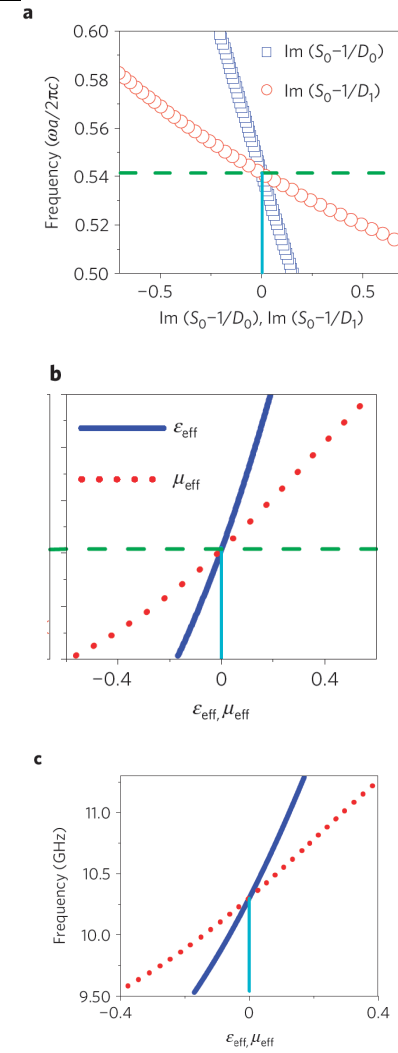 a
0.60
0.58
0.56
0.54
0.52
0.50
Frequency (ωa/2πc)
Im (S₀−1/D₀)
Im (S₀−1/D₁)
−0.5 0 0.5
Im (S₀−1/D₀), Im (S₀−1/D₁)
b
εeff
μeff
−0.4 0 0.4
εeff, μeff
c
11.0
10.5
10.0
9.50
Frequency (GHz)
−0.4 0 0.4
εeff, μeff